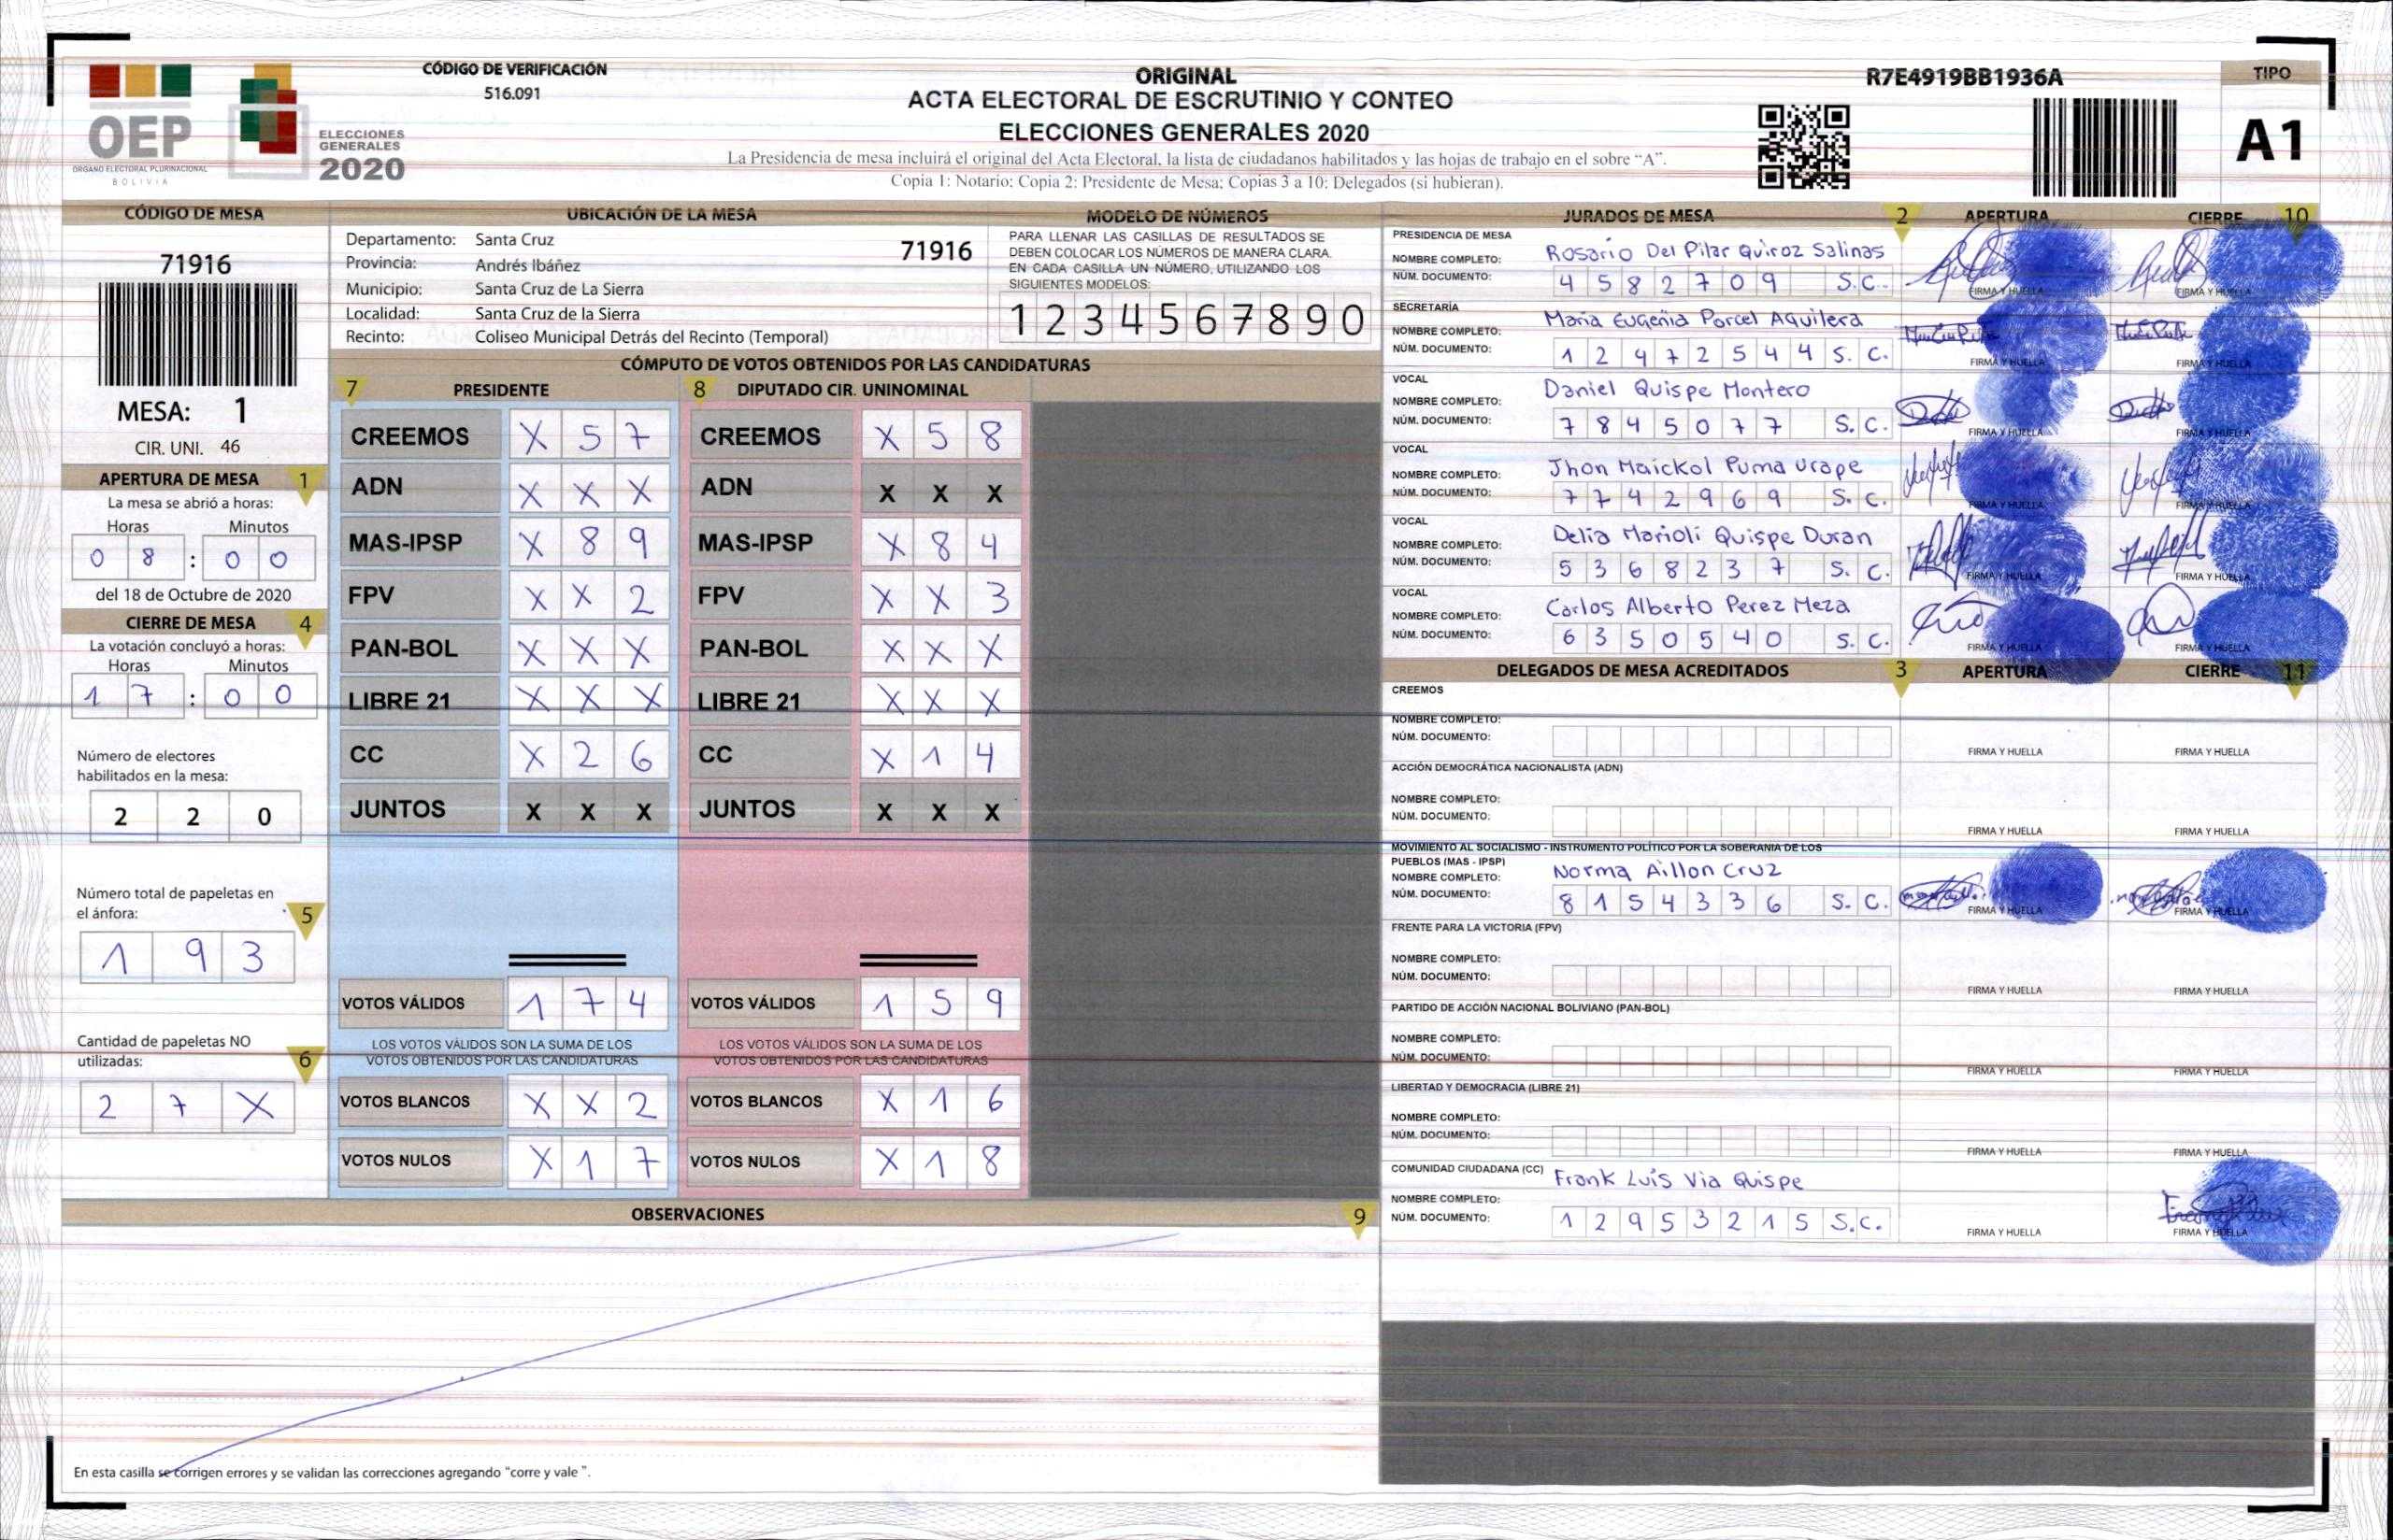 CÓDIGO DE VERIFICACIÓN
516.091
OEP
ÓRGANO ELECTORAL PLURINACIONAL
BOLIVIA
ELECCIONES
GENERALES
2020
ORIGINAL
ACTA ELECTORAL DE ESCRUTINIO Y CONTEO
ELECCIONES GENERALES 2020
La Presidencia de mesa incluirá el original del Acta Electoral, la lista de ciudadanos habilitados y las hojas de trabajo en el sobre “A”.
Copia 1: Notario; Copia 2: Presidente de Mesa; Copias 3 a 10: Delegados (si hubieran).
R7E4919BB1936A
TIPO
A1
CÓDIGO DE MESA
71916
MESA: 1
CIR. UNI. 46
APERTURA DE MESA 1
La mesa se abrió a horas:
Horas Minutos
0 8 : 0 0
del 18 de Octubre de 2020
CIERRE DE MESA 4
La votación concluyó a horas:
Horas Minutos
1 7 : 0 0
Número de electores
habilitados en la mesa:
2 2 0
Número total de papeletas en
el ánfora: 5
1 9 3
Cantidad de papeletas NO
utilizadas: 6
2 7 X
UBICACIÓN DE LA MESA
Departamento: Santa Cruz 71916
Provincia: Andrés Ibáñez
Municipio: Santa Cruz de La Sierra
Localidad: Santa Cruz de la Sierra
Recinto: Coliseo Municipal Detrás del Recinto (Temporal)
MODELO DE NÚMEROS
PARA LLENAR LAS CASILLAS DE RESULTADOS SE
DEBEN COLOCAR LOS NÚMEROS DE MANERA CLARA.
EN CADA CASILLA UN NÚMERO, UTILIZANDO LOS
SIGUIENTES MODELOS:
1 2 3 4 5 6 7 8 9 0
CÓMPUTO DE VOTOS OBTENIDOS POR LAS CANDIDATURAS
7 PRESIDENTE 8 DIPUTADO CIR. UNINOMINAL
CREEMOS X 5 7 CREEMOS X 5 8
ADN X X X ADN X X X
MAS-IPSP X 8 9 MAS-IPSP X 8 4
FPV X X 2 FPV X X 3
PAN-BOL X X X PAN-BOL X X X
LIBRE 21 X X X LIBRE 21 X X X
CC X 2 6 CC X 1 4
JUNTOS X X X JUNTOS X X X
VOTOS VÁLIDOS 1 7 4 VOTOS VÁLIDOS 1 5 9
LOS VOTOS VÁLIDOS SON LA SUMA DE LOS LOS VOTOS VÁLIDOS SON LA SUMA DE LOS
VOTOS OBTENIDOS POR LAS CANDIDATURAS VOTOS OBTENIDOS POR LAS CANDIDATURAS
VOTOS BLANCOS X X 2 VOTOS BLANCOS X 1 6
VOTOS NULOS X 1 7 VOTOS NULOS X 1 8
OBSERVACIONES 9
En esta casilla se corrigen errores y se validan las correcciones agregando “corre y vale ”.
JURADOS DE MESA 2 APERTURA CIERRE 10
PRESIDENCIA DE MESA
NOMBRE COMPLETO: Rosario Del Pilar Quiroz Salinas
NÚM. DOCUMENTO: 4 5 8 2 7 0 9 S.C. FIRMA Y HUELLA FIRMA Y HUELLA
SECRETARÍA
NOMBRE COMPLETO: Maria Eugenia Porcel Aguilera
NÚM. DOCUMENTO: 1 2 4 7 2 5 4 4 S. C. FIRMA Y HUELLA FIRMA Y HUELLA
VOCAL
NOMBRE COMPLETO: Daniel Quispe Montero
NÚM. DOCUMENTO: 7 8 4 5 0 7 7 S. C. FIRMA Y HUELLA FIRMA Y HUELLA
VOCAL
NOMBRE COMPLETO: Jhon Maickol Puma Urape
NÚM. DOCUMENTO: 7 7 4 2 9 6 9 S. C. FIRMA Y HUELLA FIRMA Y HUELLA
VOCAL
NOMBRE COMPLETO: Delia Marioli Quispe Duran
NÚM. DOCUMENTO: 5 3 6 8 2 3 7 S. C. FIRMA Y HUELLA FIRMA Y HUELLA
VOCAL
NOMBRE COMPLETO: Carlos Alberto Perez Meza
NÚM. DOCUMENTO: 6 3 5 0 5 4 0 S. C. FIRMA Y HUELLA FIRMA Y HUELLA
DELEGADOS DE MESA ACREDITADOS 3 APERTURA CIERRE 11
CREEMOS
NOMBRE COMPLETO:
NÚM. DOCUMENTO: FIRMA Y HUELLA FIRMA Y HUELLA
ACCIÓN DEMOCRÁTICA NACIONALISTA (ADN)
NOMBRE COMPLETO:
NÚM. DOCUMENTO: FIRMA Y HUELLA FIRMA Y HUELLA
MOVIMIENTO AL SOCIALISMO - INSTRUMENTO POLÍTICO POR LA SOBERANIA DE LOS
PUEBLOS (MAS - IPSP)
NOMBRE COMPLETO: Norma Aillon Cruz
NÚM. DOCUMENTO: 8 1 5 4 3 3 6 S. C. FIRMA Y HUELLA FIRMA Y HUELLA
FRENTE PARA LA VICTORIA (FPV)
NOMBRE COMPLETO:
NÚM. DOCUMENTO: FIRMA Y HUELLA FIRMA Y HUELLA
PARTIDO DE ACCIÓN NACIONAL BOLIVIANO (PAN-BOL)
NOMBRE COMPLETO:
NÚM. DOCUMENTO: FIRMA Y HUELLA FIRMA Y HUELLA
LIBERTAD Y DEMOCRACIA (LIBRE 21)
NOMBRE COMPLETO:
NÚM. DOCUMENTO: FIRMA Y HUELLA FIRMA Y HUELLA
COMUNIDAD CIUDADANA (CC)
NOMBRE COMPLETO: Frank Luis Via Quispe
NÚM. DOCUMENTO: 1 2 9 5 3 2 1 5 S.C. FIRMA Y HUELLA FIRMA Y HUELLA